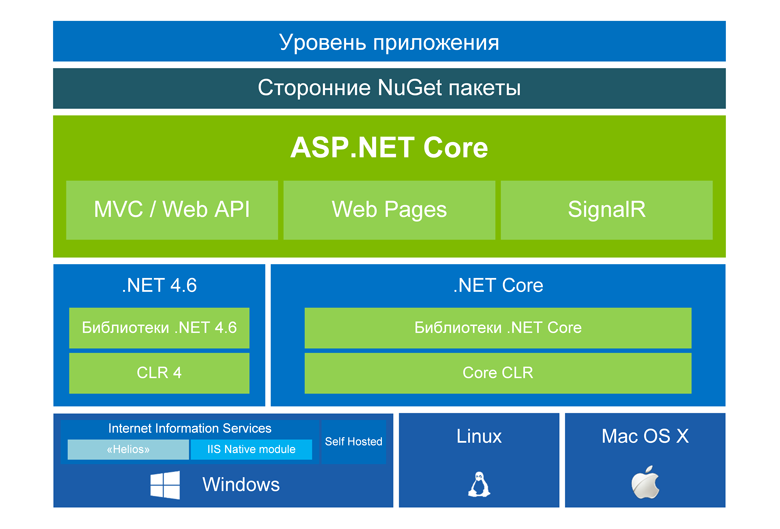 Уровень приложения
Сторонние NuGet пакеты
ASP.NET Core
MVC / Web API
Web Pages
SignalR
.NET 4.6
Библиотеки .NET 4.6
CLR 4
.NET Core
Библиотеки .NET Core
Core CLR
Internet Information Services
«Helios»
IIS Native module
Self Hosted
Windows
Linux
Mac OS X